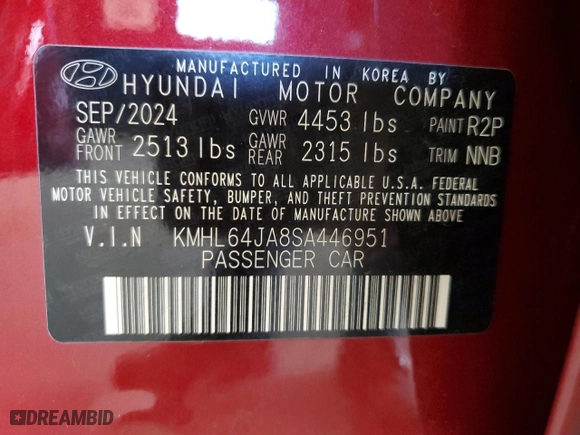 MANUFACTURED IN KOREA BY
HYUNDAI MOTOR COMPANY
SEP/2024 GVWR 4453 lbs PAINT R2P
GAWR FRONT 2513 lbs GAWR REAR 2315 lbs TRIM NNB
THIS VEHICLE CONFORMS TO ALL APPLICABLE U.S.A. FEDERAL
MOTOR VEHICLE SAFETY, BUMPER, AND THEFT PREVENTION STANDARDS
IN EFFECT ON THE DATE OF MANUFACTURE SHOWN ABOVE.
V.I.N KMHL64JA8SA446951
PASSENGER CAR
DREAMBID